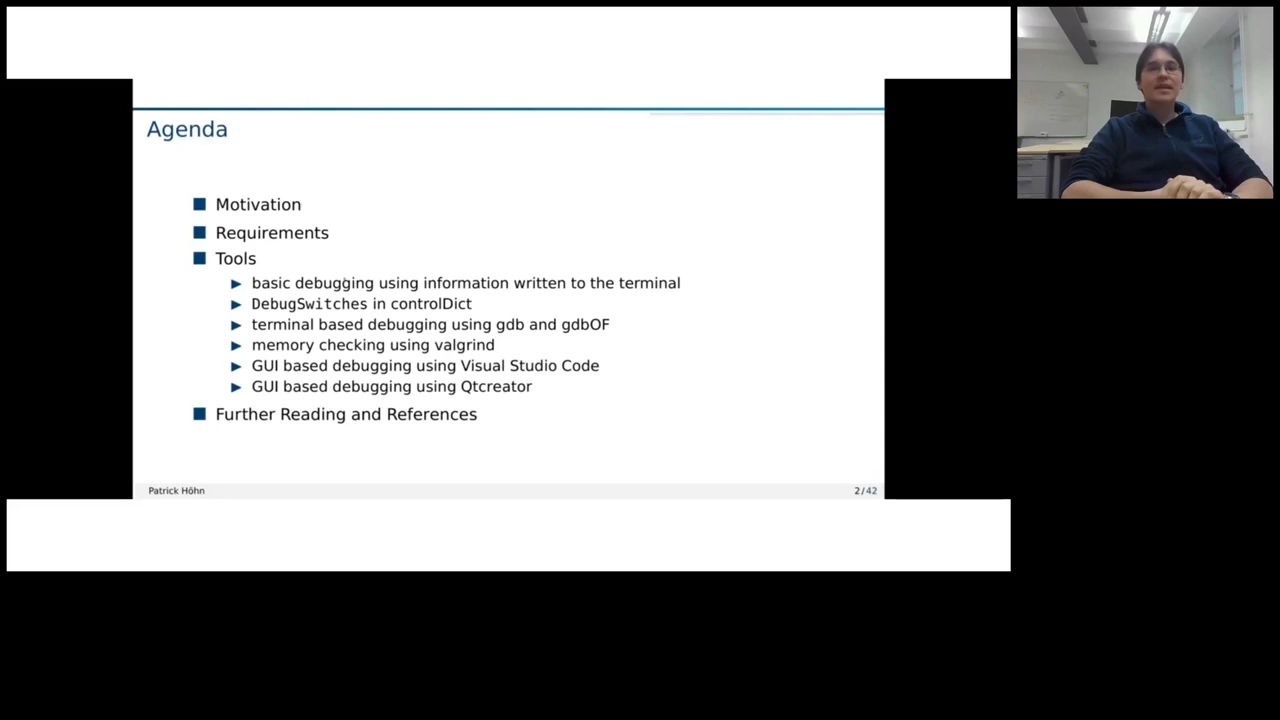 Agenda
Motivation
Requirements
Tools
basic debugging using information written to the terminal
DebugSwitches in controlDict
terminal based debugging using gdb and gdbOF
memory checking using valgrind
GUI based debugging using Visual Studio Code
GUI based debugging using Qtcreator
Further Reading and References
Patrick Höhn
2/42